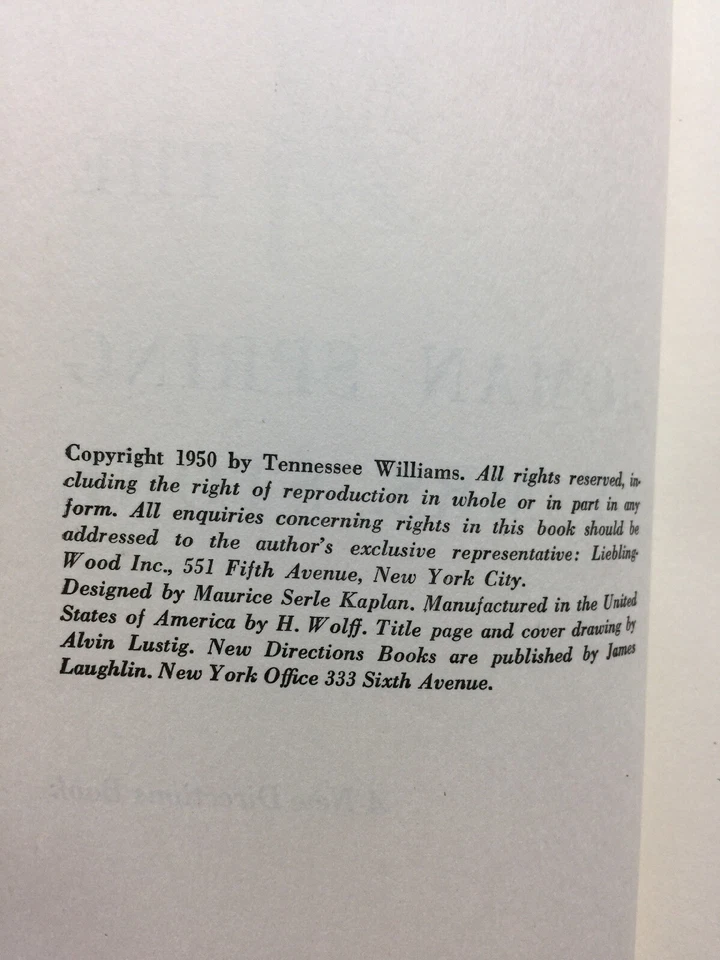 Copyright 1950 by Tennessee Williams. All rights reserved, in-
cluding the right of reproduction in whole or in part in any
form. All enquiries concerning rights in this book should be
addressed to the author's exclusive representative: Liebling-
Wood Inc., 551 Fifth Avenue, New York City.
Designed by Maurice Serle Kaplan. Manufactured in the United
States of America by H. Wolff. Title page and cover drawing by
Alvin Lustig. New Directions Books are published by James
Laughlin. New York Office 333 Sixth Avenue.